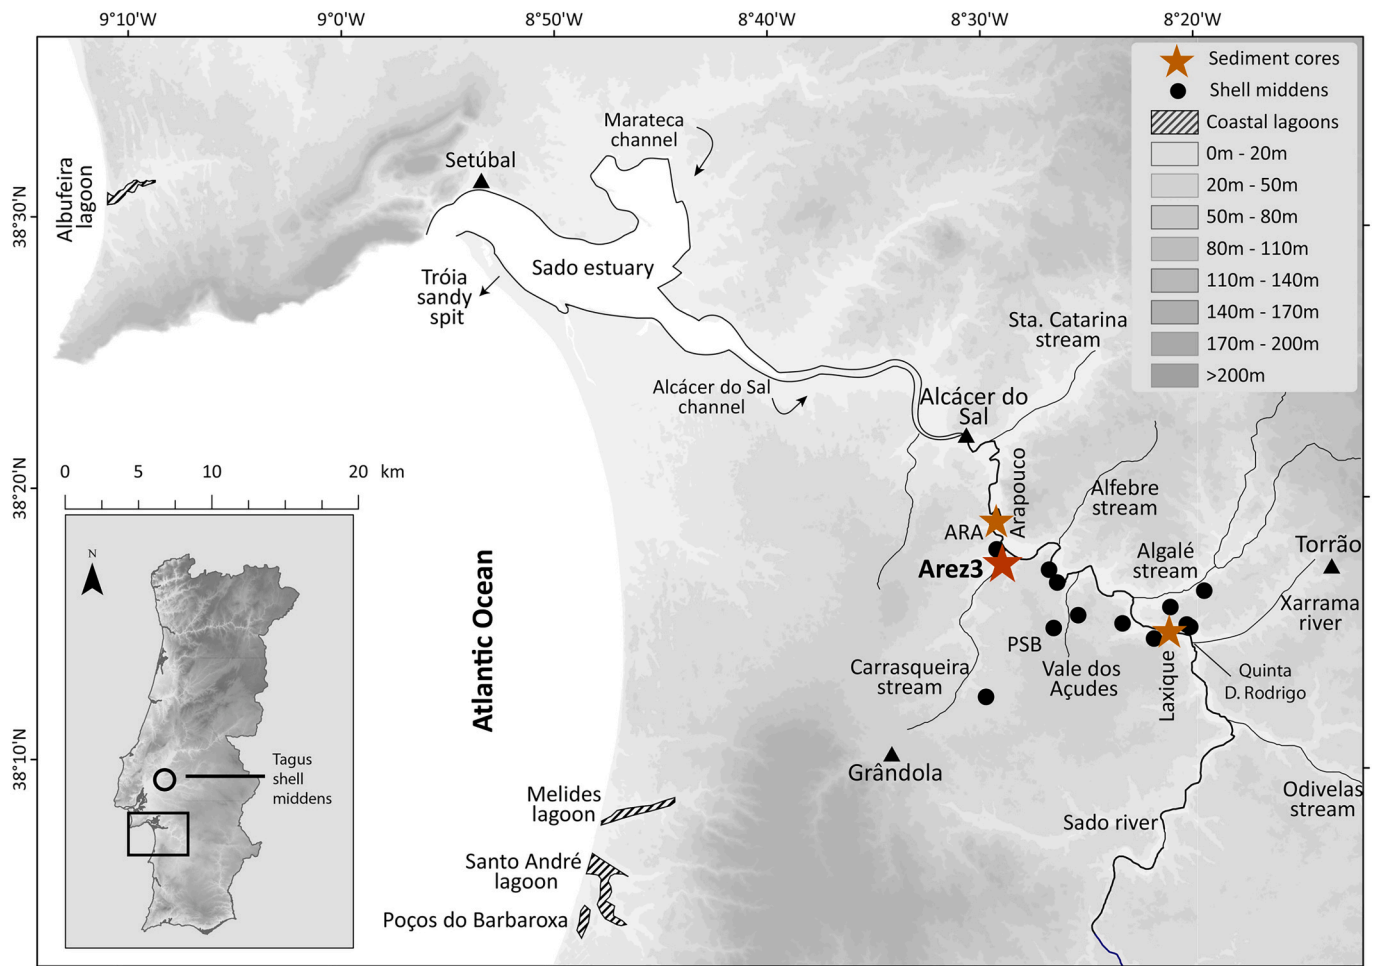 9°10'W
9°0'W
8°50'W
8°40'W
8°30'W
8°20'W
38°30'N
38°20'N
38°10'N
Sediment cores
Shell middens
Coastal lagoons
0m - 20m
20m - 50m
50m - 80m
80m - 110m
110m - 140m
140m - 170m
170m - 200m
>200m
Albufeira
lagoon
Setúbal
Marateca
channel
Sado estuary
Tróia
sandy
spit
Sta. Catarina
stream
Alcácer do Sal
channel
Alcácer do
Sal
Arapouco
ARA
Arez3
Alfebre
stream
Algalé
stream
Torrão
Xarrama
river
PSB
Vale dos
Açudes
Carrasqueira
stream
Laxique
Quinta
D. Rodrigo
Grândola
Odivelas
stream
Sado river
Atlantic Ocean
Melides
lagoon
Santo André
lagoon
Poços do Barbaroxa
0 5 10 20 km
N
Tagus
shell
middens